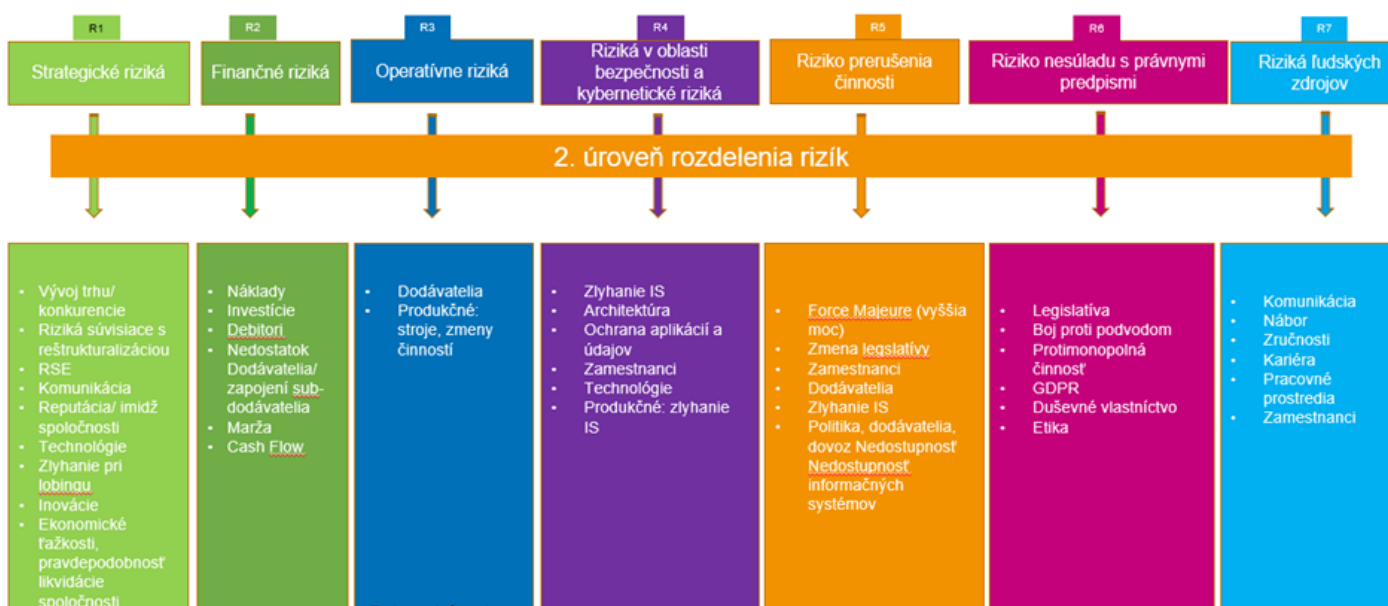 R1
Strategické riziká
R2
Finančné riziká
R3
Operatívne riziká
R4
Riziká v oblasti
bezpečnosti a
kybernetické riziká
R5
Riziko prerušenia
činnosti
R6
Riziko nesúladu s právnymi
predpismi
R7
Riziká ľudských
zdrojov
2. úroveň rozdelenia rizík
• Vývoj trhu/
konkurencie
• Riziká súvisiace s
reštrukturalizáciou
• RSE
• Komunikácia
• Reputácia/ imidž
spoločnosti
• Technológie
• Zlyhanie pri
lobingu
• Inovácie
• Ekonomické
ťažkosti,
pravdepodobnosť
likvidácie
spoločnosti
• Náklady
• Investície
• Debitori
• Nedostatok
Dodávatelia/
zapojení sub-
dodávatelia
• Marža
• Cash Flow
• Dodávatelia
• Produkčné:
stroje, zmeny
činností
• Zlyhanie IS
• Architektúra
• Ochrana aplikácií a
údajov
• Zamestnanci
• Technológie
• Produkčné: zlyhanie
IS
• Force Majeure (vyššia
moc)
• Zmena legslatívy
• Zamestnanci
• Dodávatelia
• Zlyhanie IS
• Politika, dodávatelia,
dovoz Nedostupnosť
Nedostupnosť
informačných
systémov
• Legislatíva
• Boj proti podvodom
• Protimonopolná
činnosť
• GDPR
• Duševné vlastníctvo
• Etika
• Komunikácia
• Nábor
• Zručnosti
• Kariéra
• Pracovné
prostredia
• Zamestnanci